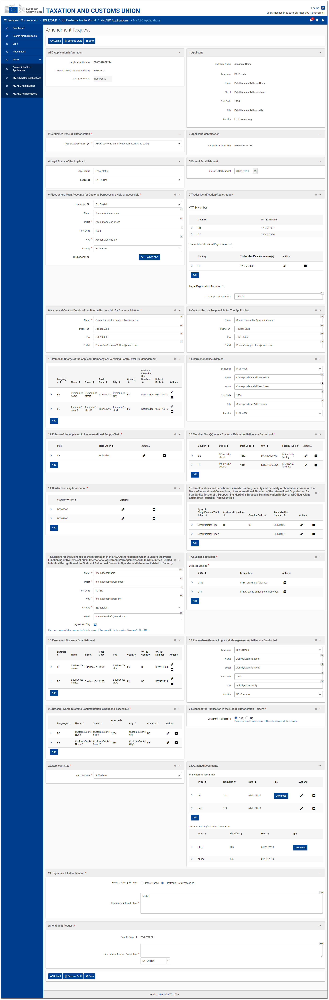 European
Commission
TAXATION AND CUSTOMS UNION
English EN
You are logged-in as eaeo_stp_user_000 ({{username}})
European Commission > DG TAXUD > EU Customs Trader Portal > My AEO Applications > My AEO Applications
0
Dashboard
Search for Submission
Draft
Attachment
EAEO
Create Submitted
Application
My Submitted Applications
My AEO Applications
My AEO Authorisations
Amendment Request
Submit Save as Draft Back
AEO Application Information
Application Number BE05142022244
Decision Taking Customs Authority FR027001
Acceptance Date 01/01/2019
1.Applicant
Applicant Name Applicant Name
Language FR: French
Name EstablishmentAddress Name
Street EstablishmentAddress street
Post Code 1234
City EstablishmentAddress city
Country LU: Luxembourg
2.Requested Type of Authorisation *
Type of Authorisation * AEOF: Customs simplifications/Security and safety
3.Applicant Identification
Applicant Identification FR05142022253
4.Legal Status of the Applicant
Legal Status Legal status
Language EN: English
5.Date of Establishment
Date of Establishment 01/01/2019
6.Place where Main Accounts for Customs Purposes are Held or Accessible *
Language EN: English
51
Name AccountAddress name
49
Street * AccountAddress street
5
Post Code 1234
16
City * AccountAddress city
Country * FR: France
UN/LOCODE Set UN/LOCODE
7.Trader Identification/Registration *
VAT ID Number
Country VAT ID Number
FR 1234567891
BE 1234567890
Trader Identification/Registration
Country Trader Identification Number(s) Actions
BE 1234567890
Add
Legal Registration Number
14
Legal Registration Number 123456
8.Name and Contact Details of the Person Responsible for Customs Matters *
36
Name * ContactPersonForCustomsMattersname
40
Phone +123456789
40
Fax +987654321
17
E-Mail PersonForCustomsMatters@email.com
9.Contact Person Responsible for The Application
38
Name ContactPersonForApplication name
40
Phone +123456123
40
Fax +321654321
20
E-Mail PersonForApplication@email.com
10.Person in Charge of the Applicant Company or Exercising Control over its Management
Languag
e Name Street Post
Code City Country National
Identifica
tion
Number Date of
Birth Actions
FR PersonInCo
name PersonInCo
street 123456789 PersonInCo
city LU NationalIde 01/01/2019
BE PersonInCo
name2 PersonInCo
street2 123456790 PersonInCo
city2 LU NationalIde 02/01/2019
Add
11.Correspondence Address
Language FR: French
44
Name CorrespondenceAddress Name
42
Street CorrespondenceAddress Street
5
Post Code 1234
9
City CorrespondenceAddress city
Country FR: France
12.Role(s) of the Applicant in the International Supply Chain *
Role Role Other Actions
CF RoleOther
Add
13.Member State(s) where Customs Related Activities are Carried out *
Country Street Post Code City Facility Type Actions
BE MS activity
street 1212 MS activity city MS activity
facility
BE MS activity
street2 1313 MS activity city2 MS activity
facility2
Add
14.Border Crossing Information *
Customs Office Actions
DE003700
DE004900
Add
15.Simplifications and Facilitations already Granted, Security and/or Safety Authorisations Issued on the
Basis of international Conventions, of an International Standard of the International Organisation for
Standardisation, or of a European Standard of a European Standardisation Bodies, or AEO-Equivalent
Certificates Issued in Third Countries
Type of
Simplification/Facili
tation Customs Procedure Country Code Authorisation
Number Actions
SimplificationType H BE BE123456
SimplificationType2 BE123457
Add
16.Consent for the Exchange of the Information in the AEO Authorisation in Order to Ensure the Proper
Functioning of Systems set out in International Agreements/arrangements with third Countries Related
to Mutual Recognition of the Status of Authorised Economic Operator and Measures Related to Security
495
Name * InternationalName
43
Street * InternationalAddress street
3
Post Code 121212
46
City * InternationalAddresscity
Country * BE: Belgium
23
E-Mail InternationalInfo@email.com
Agreement Flag
If you are a representative, you must refer to the consent, if any, provided by the applicant in annex 1 of the SAQ.
17.Business activities *
Business activities *
Code Description Actions
0115 0115: Growing of tobacco
011 011: Growing of non-perennial crops
Add
18.Permanent Business Establishment
Languag
e Name Street Post
Code City Country VAT ID
Country VAT ID
Number Actions
BE BusinessEs
name BusinessEs 1234 BusinessEs
city LU BE BEVAT1234
BE BusinessEs
name2 BusinessEs 1235 BusinessEs
city2 LU BE BEVAT1234
Add
19.Place where General Logistical Management Activities are Conducted
Language DE: German
50
Name ActivityAddress name
48
Street ActivityAddress street
5
Post Code 1234
15
City ActivityAddress city
Country DE: Germany
20.Office(s) where Customs Documentation is Kept and Accessible *
Language Name Street Post Code City Country Actions
BE CustomsDocAc
Name CustomsDocAc
Street 1234 CustomsDocAc
City BE
BE CustomsDocAc
Name2 CustomsDocAc
Street2 1235 CustomsDocAc
City2 BE
Add
21.Consent for Publication in the List of Authorisation Holders *
Consent for Publication Yes No
If you are a representative, you must have the consent of the delegator.
22.Applicant Size *
Applicant Size * 3: Medium
23.Attached Documents
Your Attached Documents
Type Identifier Date File Actions
def 124 02/01/2019 Download
def2 127 02/01/2019
Add
Customs Authority's Attached Documents
Type Identifier Date File
abcd 125 01/01/2019 Download
abcde 126 01/01/2019
24. Signature / Authentication *
Format of the application Paper Based Electronic Data Processing
250
Signature / Authentication * Michel
Amendment Request *
Date Of Request 23/02/2021
500
Amendment Request Description *
EN: English
Submit Save as Draft Back
version1.4.0.1- 29/05/2020